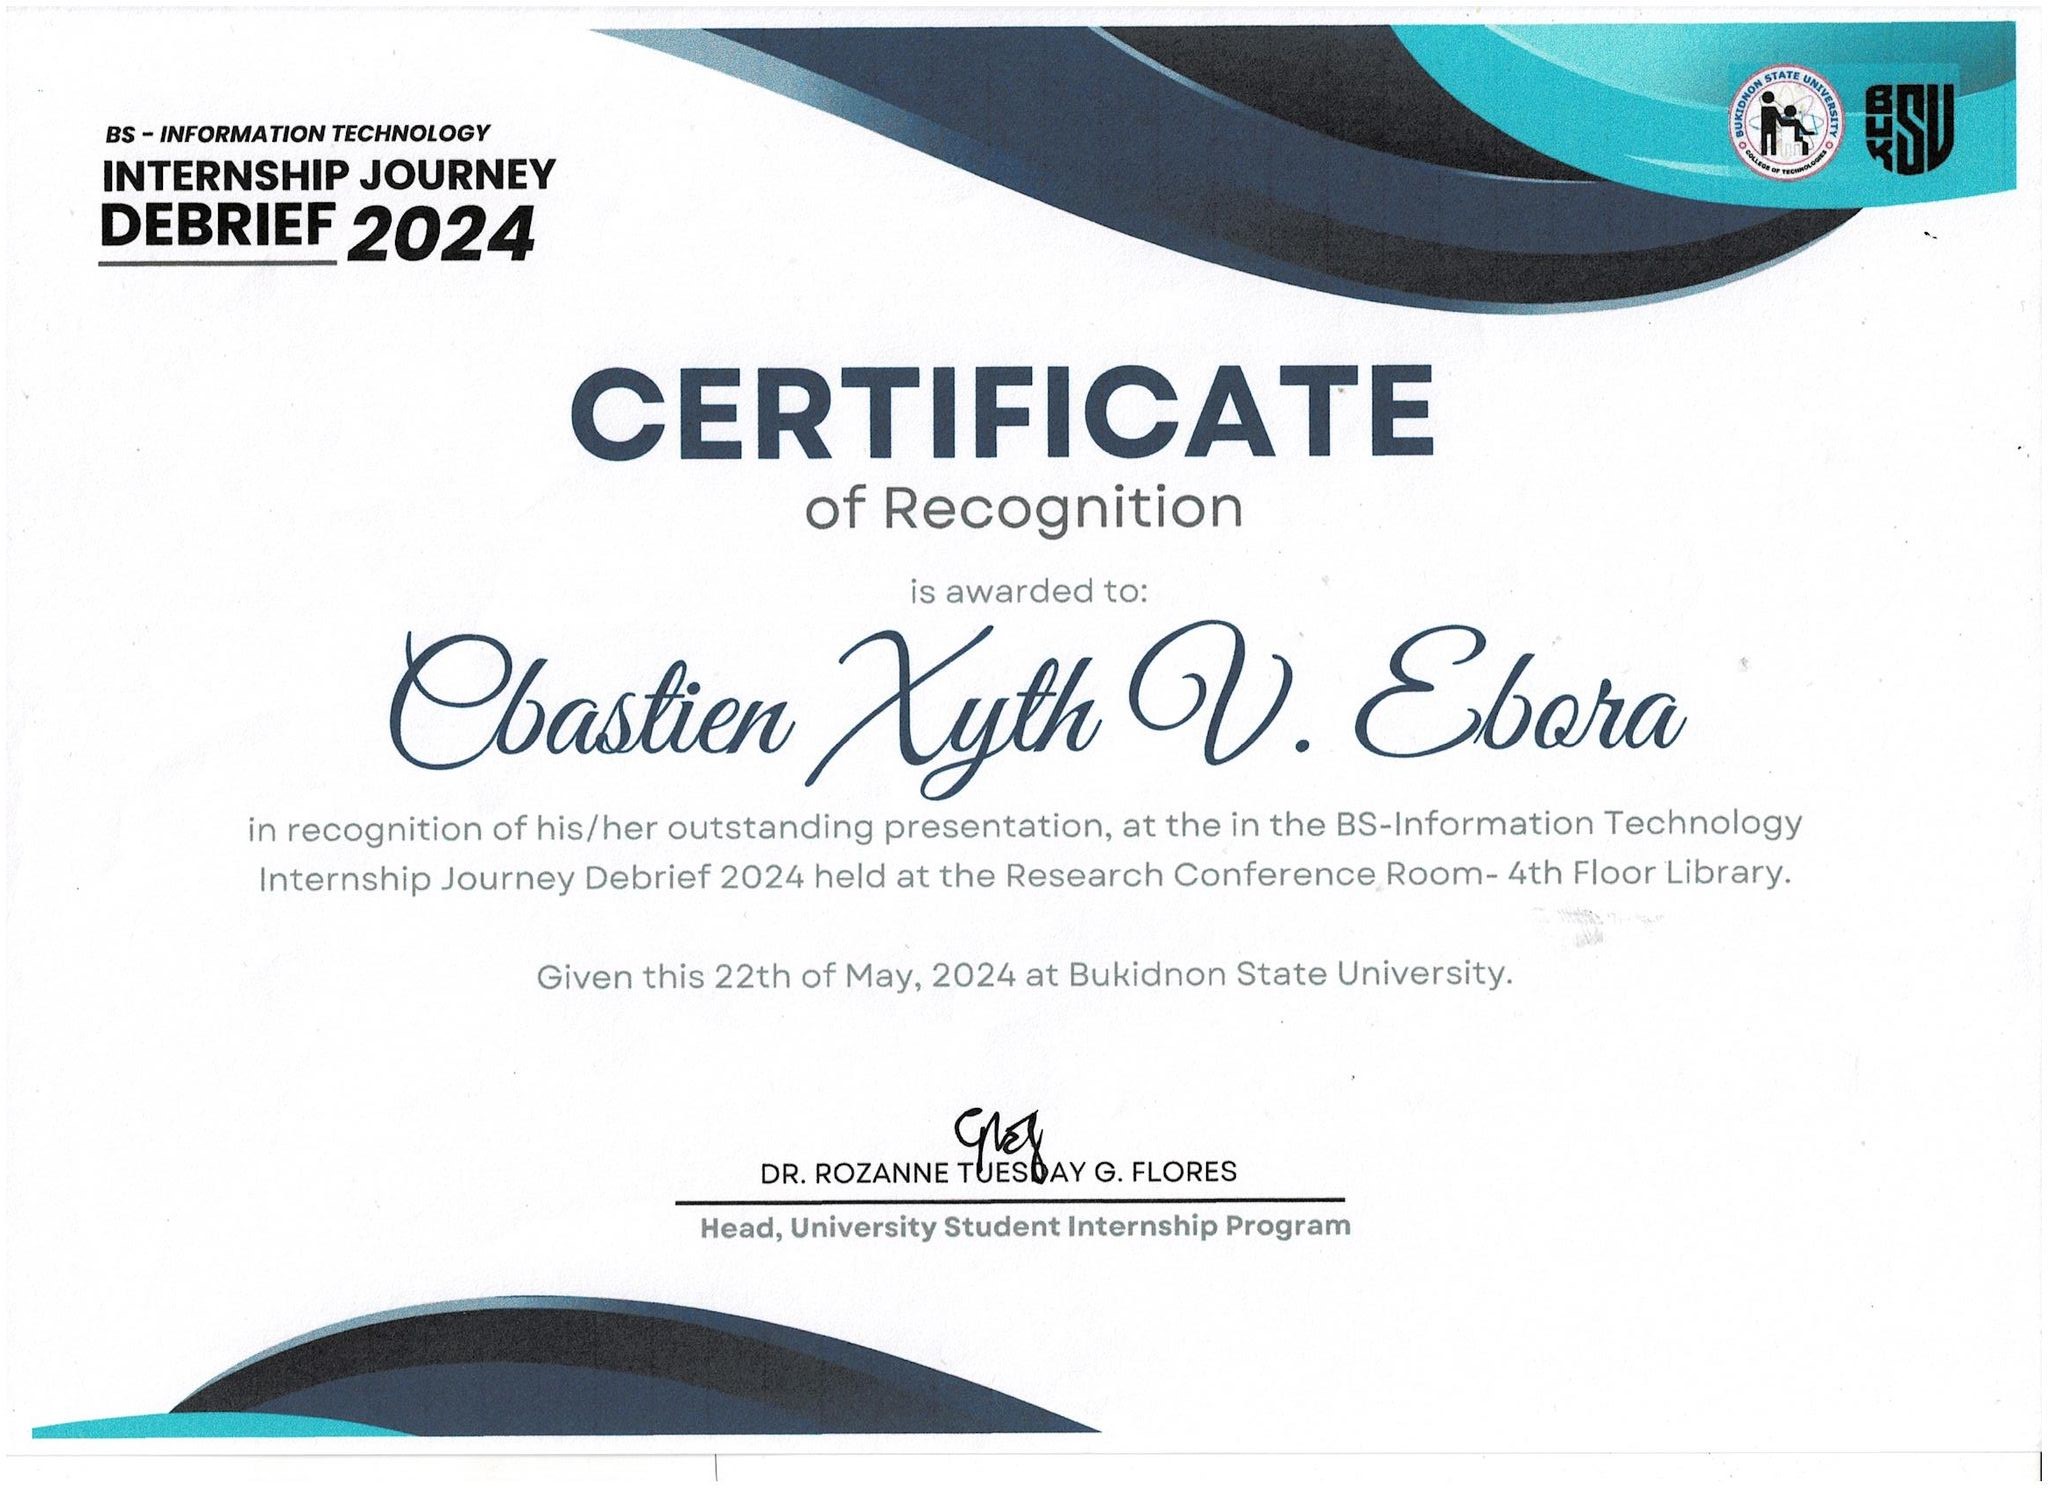 BS - INFORMATION TECHNOLOGY
INTERNSHIP JOURNEY
DEBRIEF 2024
BUKIDNON STATE UNIVERSITY
COLLEGE OF TECHNOLOGIES
BUKSU
CERTIFICATE
of Recognition
is awarded to:
Cbastien Xyth V. Ebora
in recognition of his/her outstanding presentation, at the in the BS-Information Technology
Internship Journey Debrief 2024 held at the Research Conference Room- 4th Floor Library.
Given this 22th of May, 2024 at Bukidnon State University.
DR. ROZANNE TUESDAY G. FLORES
Head, University Student Internship Program